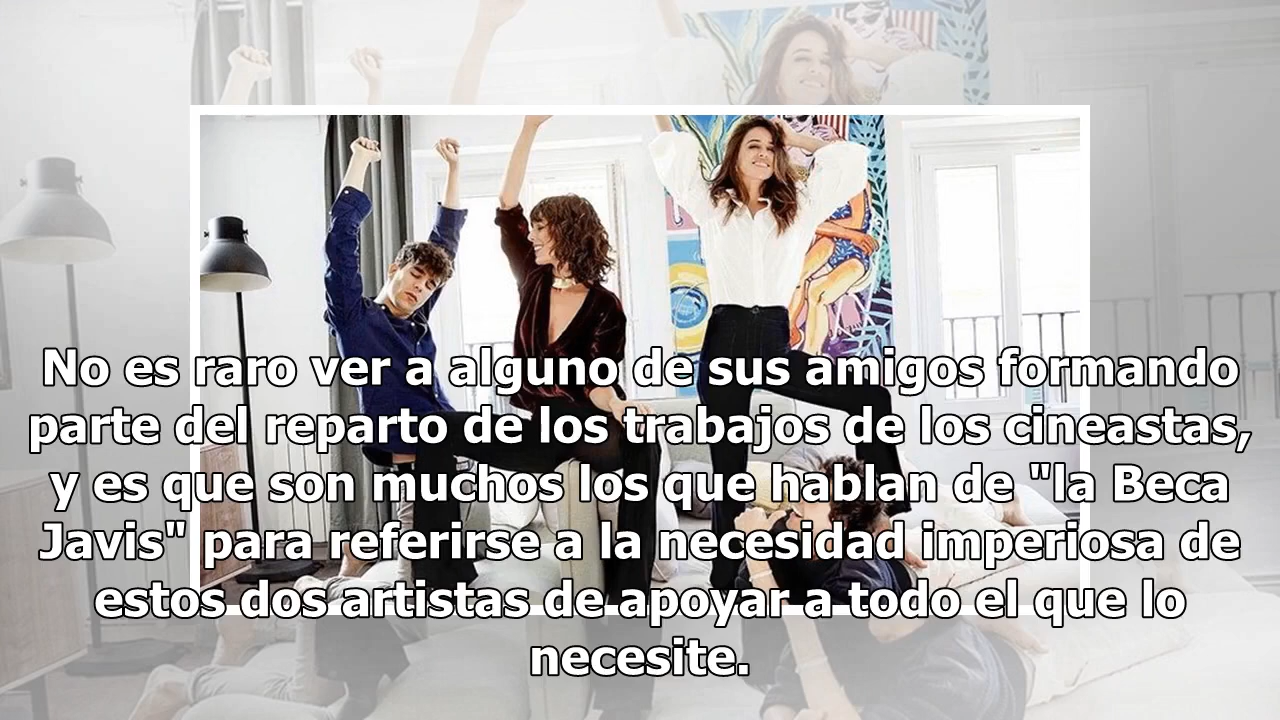 No es raro ver a alguno de sus amigos formando
parte del reparto de los trabajos de los cineastas,
y es que son muchos los que hablan de "la Beca
Javis" para referirse a la necesidad imperiosa de
estos dos artistas de apoyar a todo el que lo
necesite.